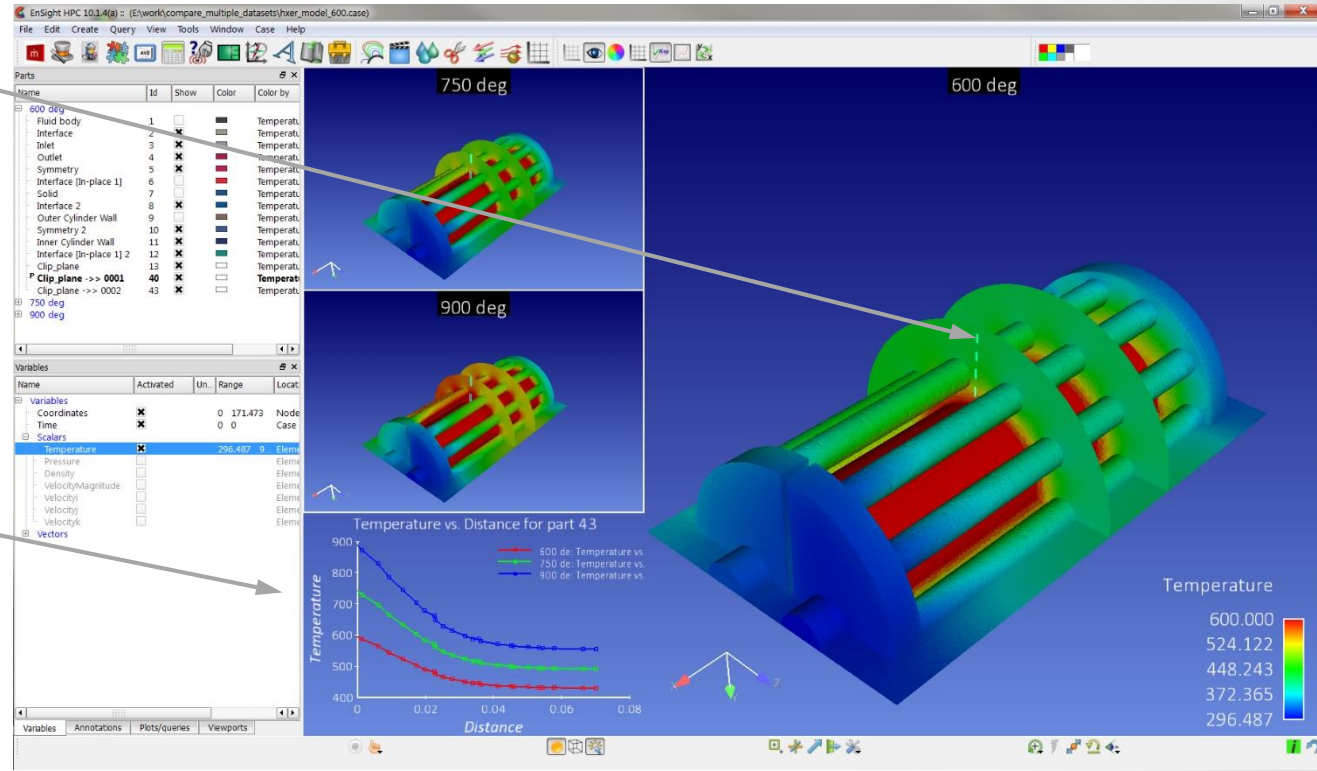 EnSight HPC 10.1.4(a) :: (E:\work\compare_multiple_datasets\hxer_model_600.case)
File Edit Create Query View Tools Window Case Help
Parts
Name Id Show Color Color by
600 deg
Fluid body 1 Temperatu
Interface 2 Temperatu
Inlet 3 Temperatu
Outlet 4 Temperatu
Symmetry 5 Temperatu
Interface [In-place 1] 6 Temperatu
Solid 7 Temperatu
Interface 2 8 Temperatu
Outer Cylinder Wall 9 Temperatu
Symmetry 2 10 Temperatu
Inner Cylinder Wall 11 Temperatu
Interface [In-place 1] 2 12 Temperatu
Clip_plane 13 Temperatu
P Clip_plane ->> 0001 40 Temperatu
Clip_plane ->> 0002 43 Temperatu
750 deg
900 deg
Variables
Name Activated Un.. Range Locat
Variables
Coordinates 0 171.473 Node
Time 0 0 Case
Scalars
Temperature 296.487 9.. Eleme
Pressure Eleme
Density Eleme
VelocityMagnitude Eleme
Velocityi Eleme
Velocityj Eleme
Velocityk Eleme
Vectors
Variables Annotations Plots/queries Viewports
750 deg
900 deg
Temperature vs. Distance for part 43
600 de: Temperature vs.
750 de: Temperature vs.
900 de: Temperature vs.
Temperature
900
800
700
600
500
400
0 0.02 0.04 0.06 0.08
Distance
600 deg
Z
Temperature
600.000
524.122
448.243
372.365
296.487